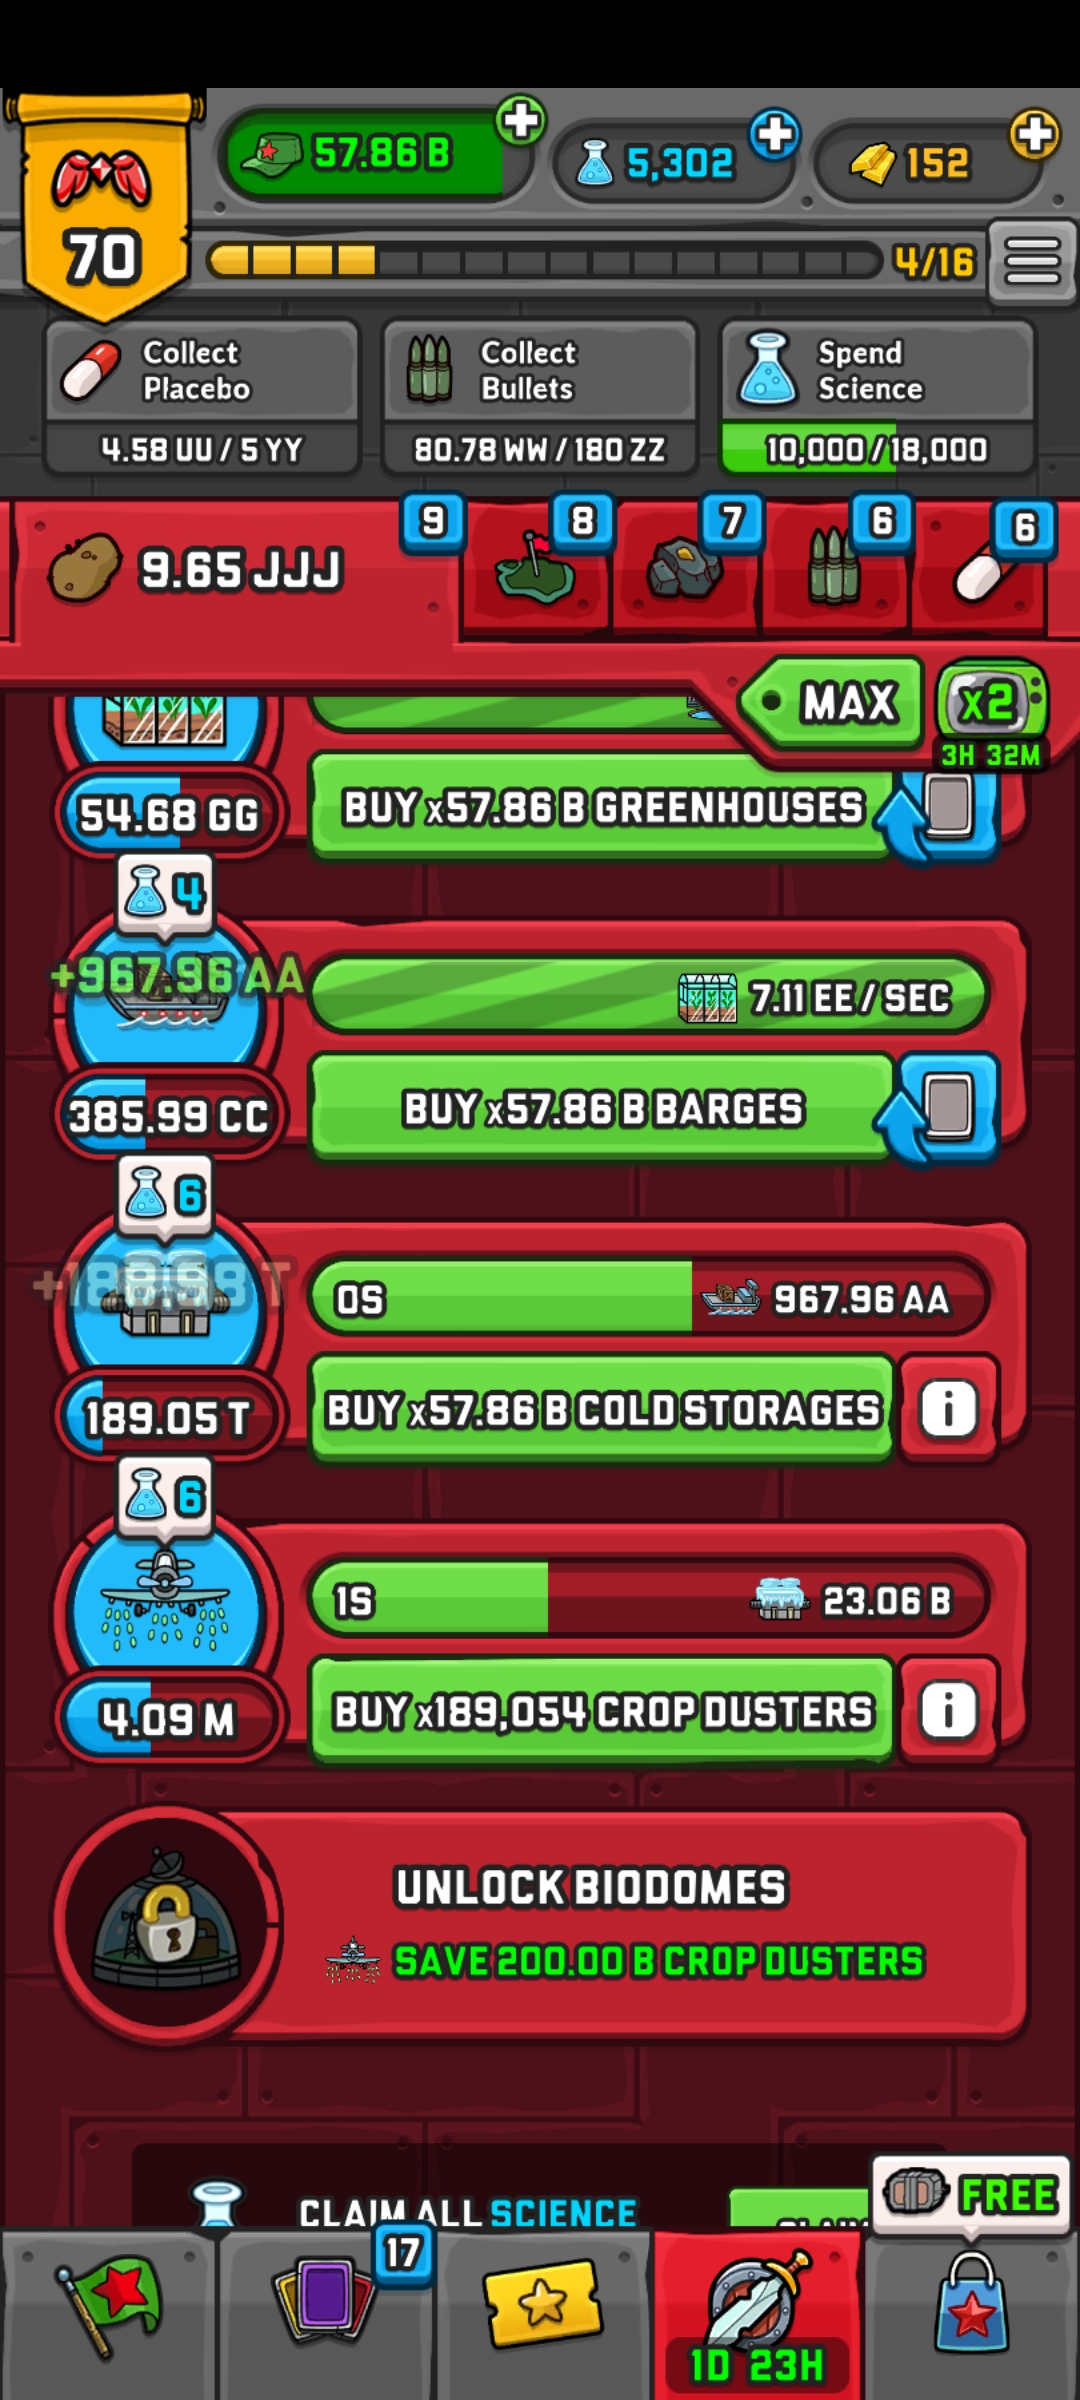 57.86 B
5,302
152
70
4/16
Collect
Placebo
4.58 UU / 5 YY
Collect
Bullets
80.78 WW / 180 ZZ
Spend
Science
10,000 / 18,000
9.65 JJJ
9
8
7
6
6
MAX
x2
3H 32M
54.68 GG
BUY x57.86 B GREENHOUSES
4
+967.96 AA
7.11 EE / SEC
385.99 CC
BUY x57.86 B BARGES
6
+188.98 T
0S
967.96 AA
189.05 T
BUY x57.86 B COLD STORAGES
i
6
1S
23.06 B
4.09 M
BUY x189,054 CROP DUSTERS
i
UNLOCK BIODOMES
SAVE 200.00 B CROP DUSTERS
FREE
CLAIM ALL SCIENCE
17
1D 23H